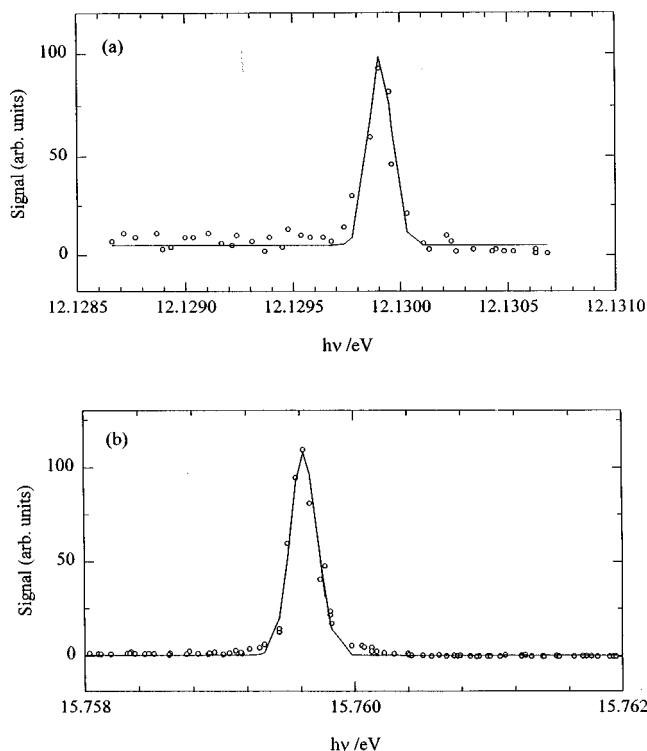 (a)
100
50
0
Signal (arb. units)
12.1285
12.1290
12.1295
12.1300
12.1305
12.1310
hν /eV
(b)
100
50
0
Signal (arb. units)
15.758
15.760
15.762
hν /eV